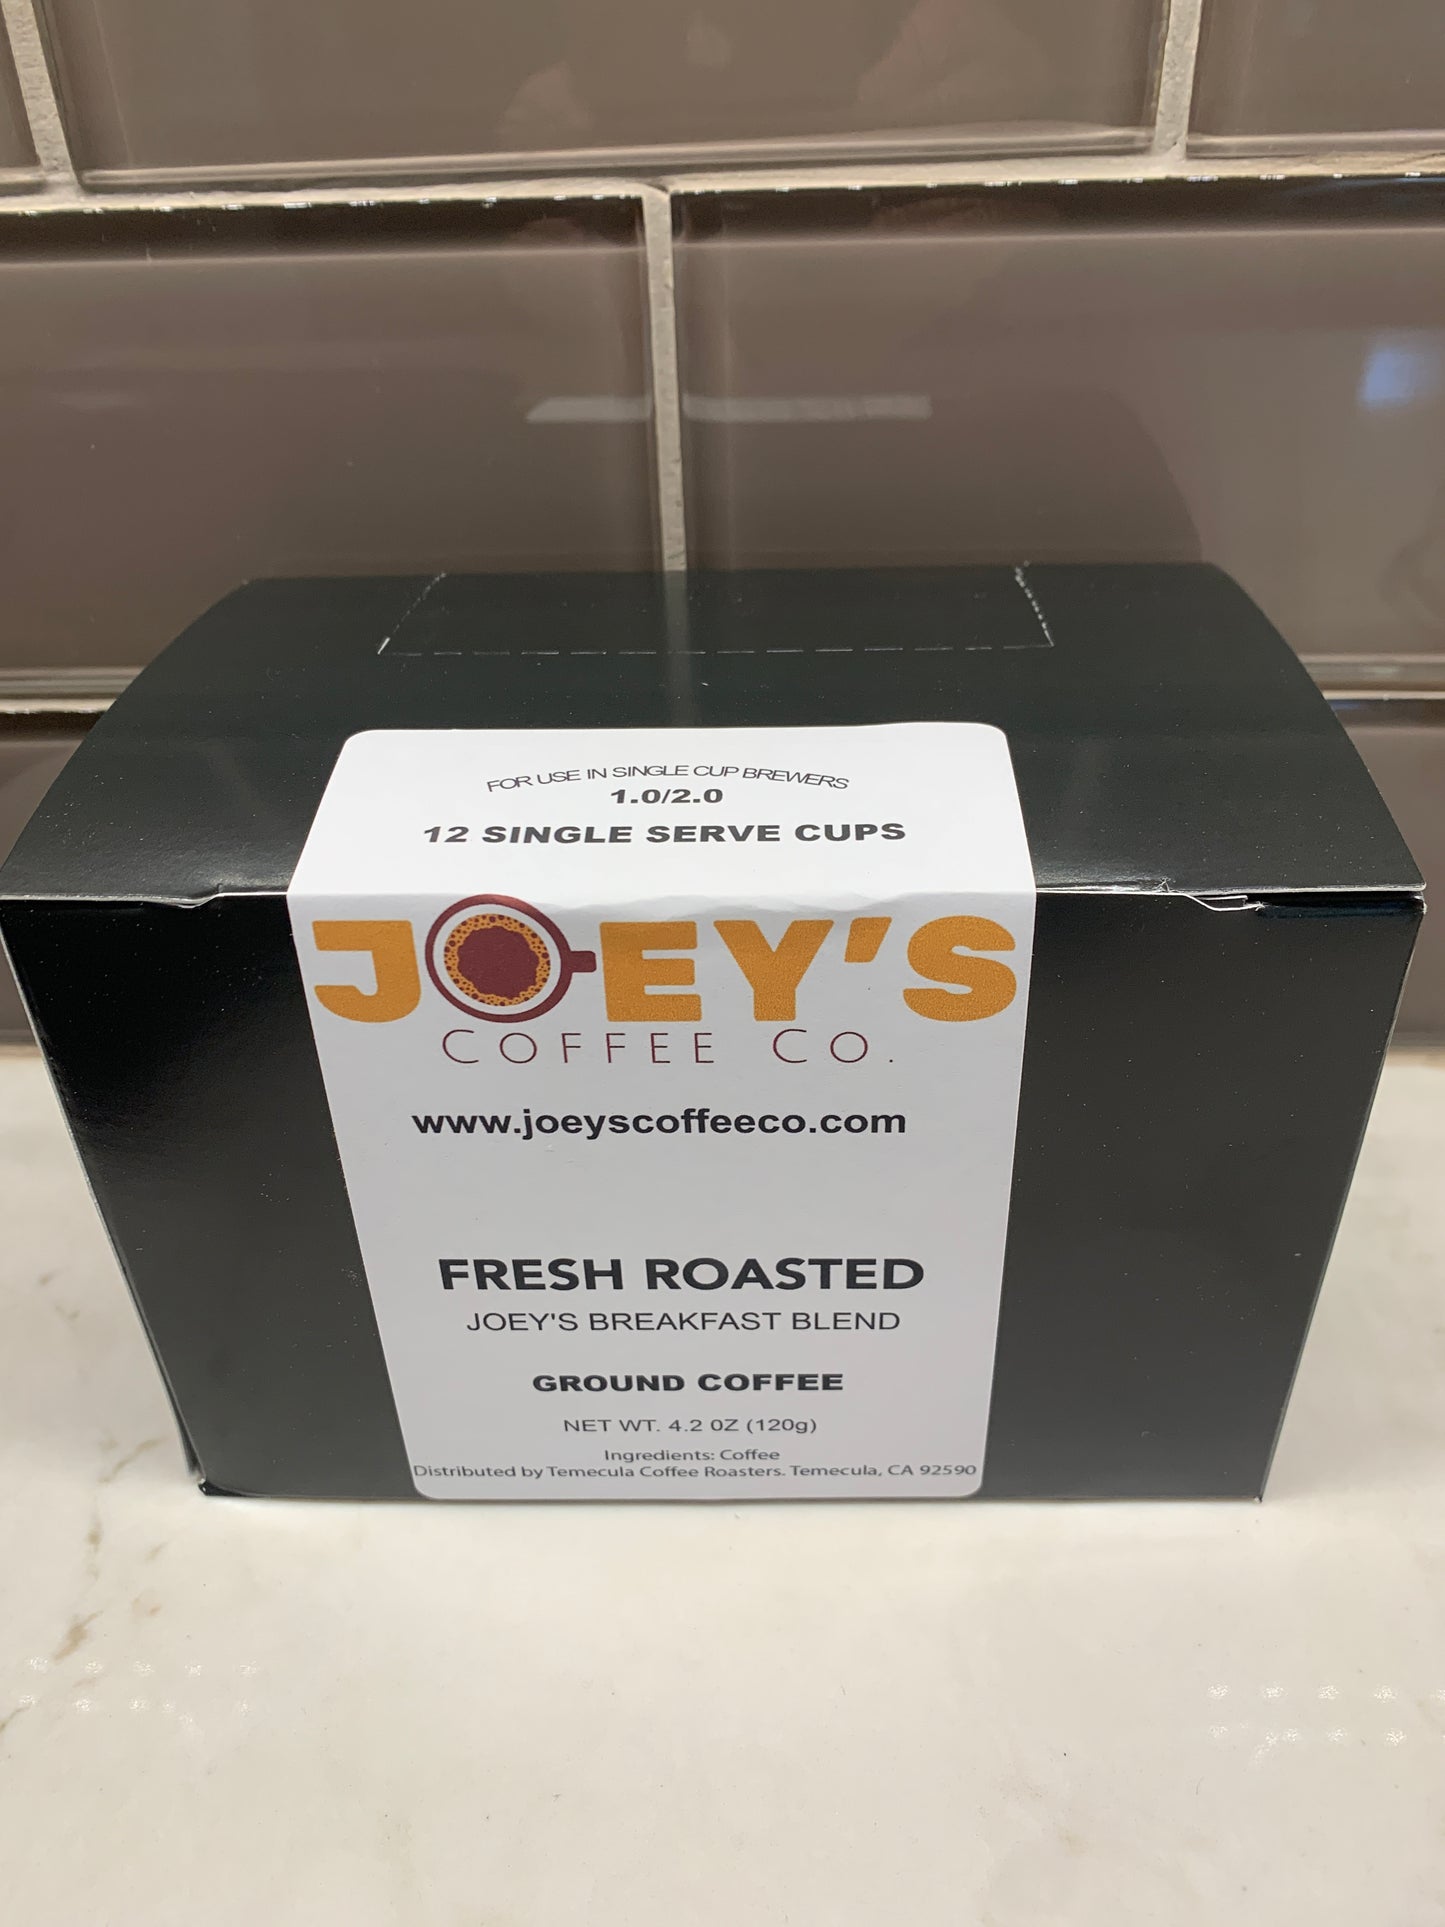 FOR USE IN SINGLE CUP BREWERS
1.0/2.0
12 SINGLE SERVE CUPS
JOEY'S
COFFEE CO.
www.joeyscoffeeco.com
FRESH ROASTED
JOEY'S BREAKFAST BLEND
GROUND COFFEE
NET WT. 4.2 OZ (120g)
Ingredients: Coffee
Distributed by Temecula Coffee Roasters. Temecula, CA 92590